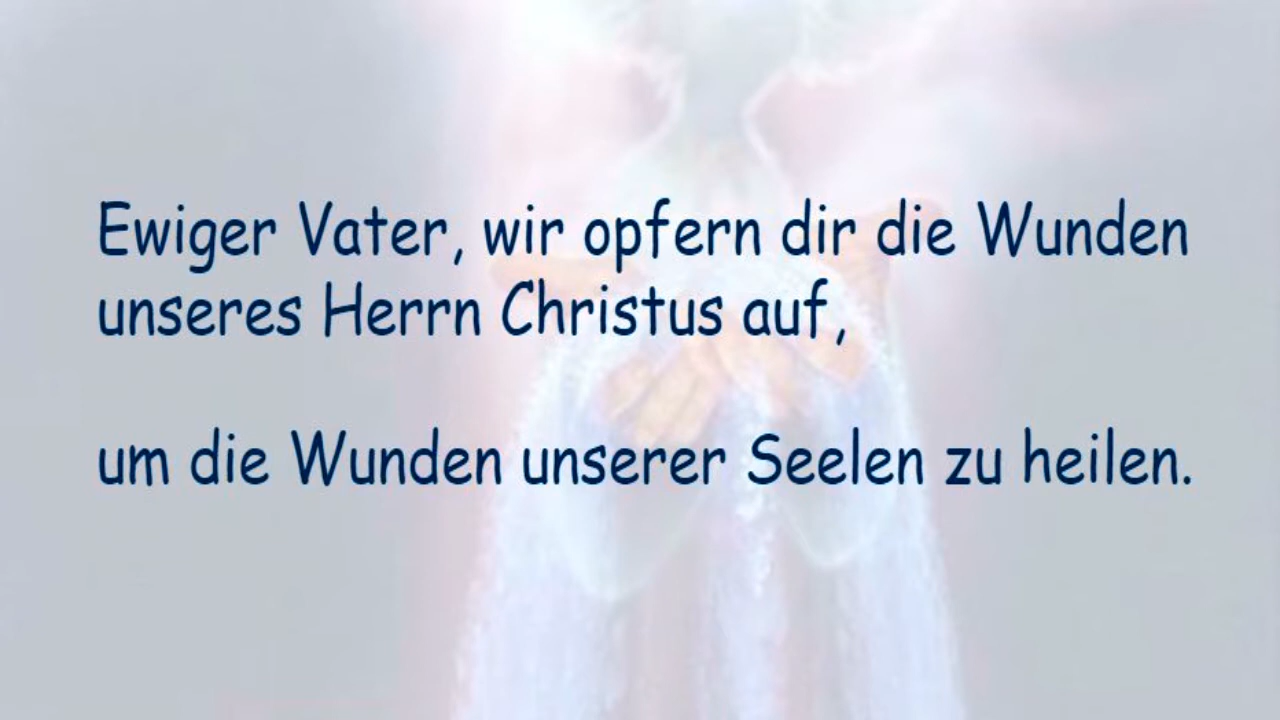 Ewiger Vater, wir opfern dir die Wunden
unseres Herrn Christus auf,
um die Wunden unserer Seelen zu heilen.